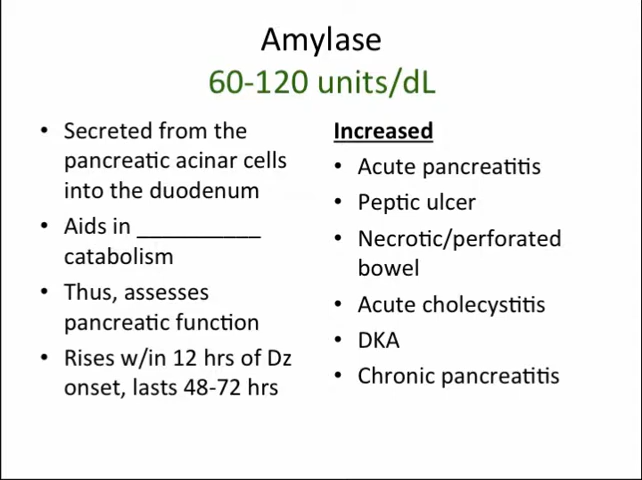 Amylase
60-120 units/dL
• Secreted from the
pancreatic acinar cells
into the duodenum
• Aids in __________
catabolism
• Thus, assesses
pancreatic function
• Rises w/in 12 hrs of Dz
onset, lasts 48-72 hrs
Increased
• Acute pancreatitis
• Peptic ulcer
• Necrotic/perforated
bowel
• Acute cholecystitis
• DKA
• Chronic pancreatitis